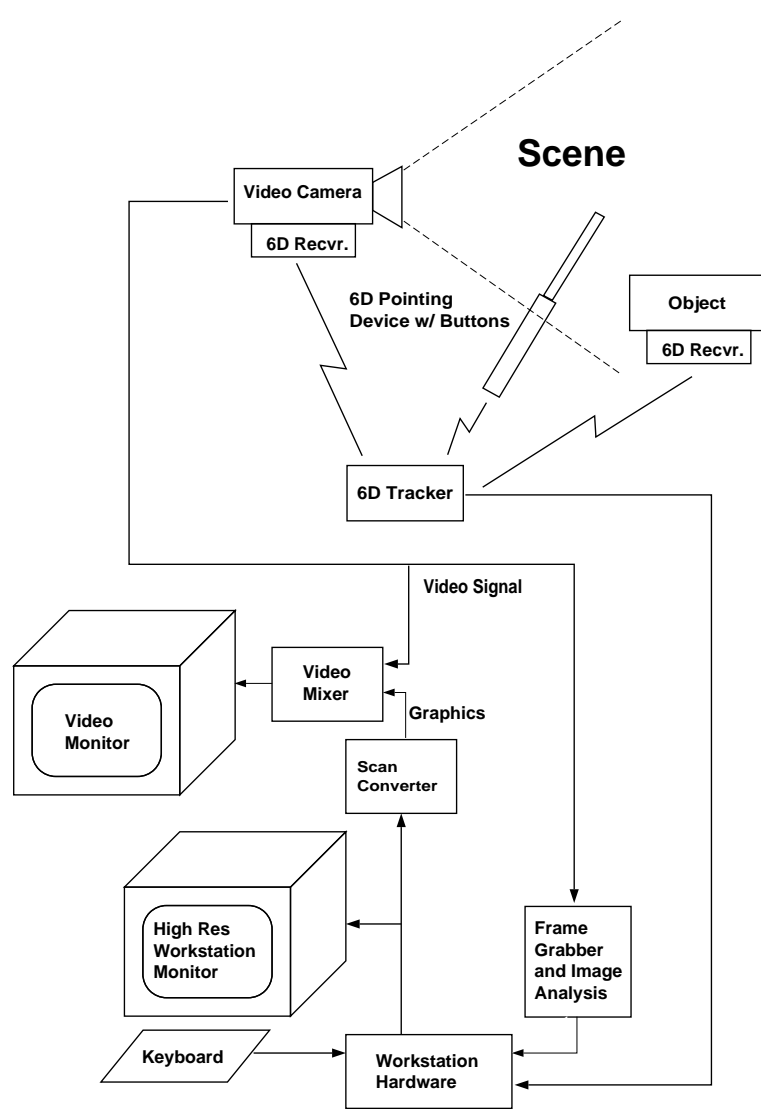 Scene
Video Camera
6D Recvr.
6D Pointing
Device w/ Buttons
Object
6D Recvr.
6D Tracker
Video Signal
Video
Mixer
Graphics
Video
Monitor
Scan
Converter
High Res
Workstation
Monitor
Frame
Grabber
and Image
Analysis
Keyboard
Workstation
Hardware